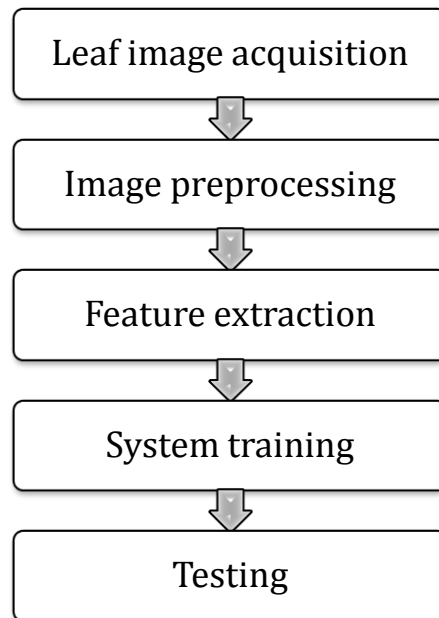 Leaf image acquisition
Image preprocessing
Feature extraction
System training
Testing